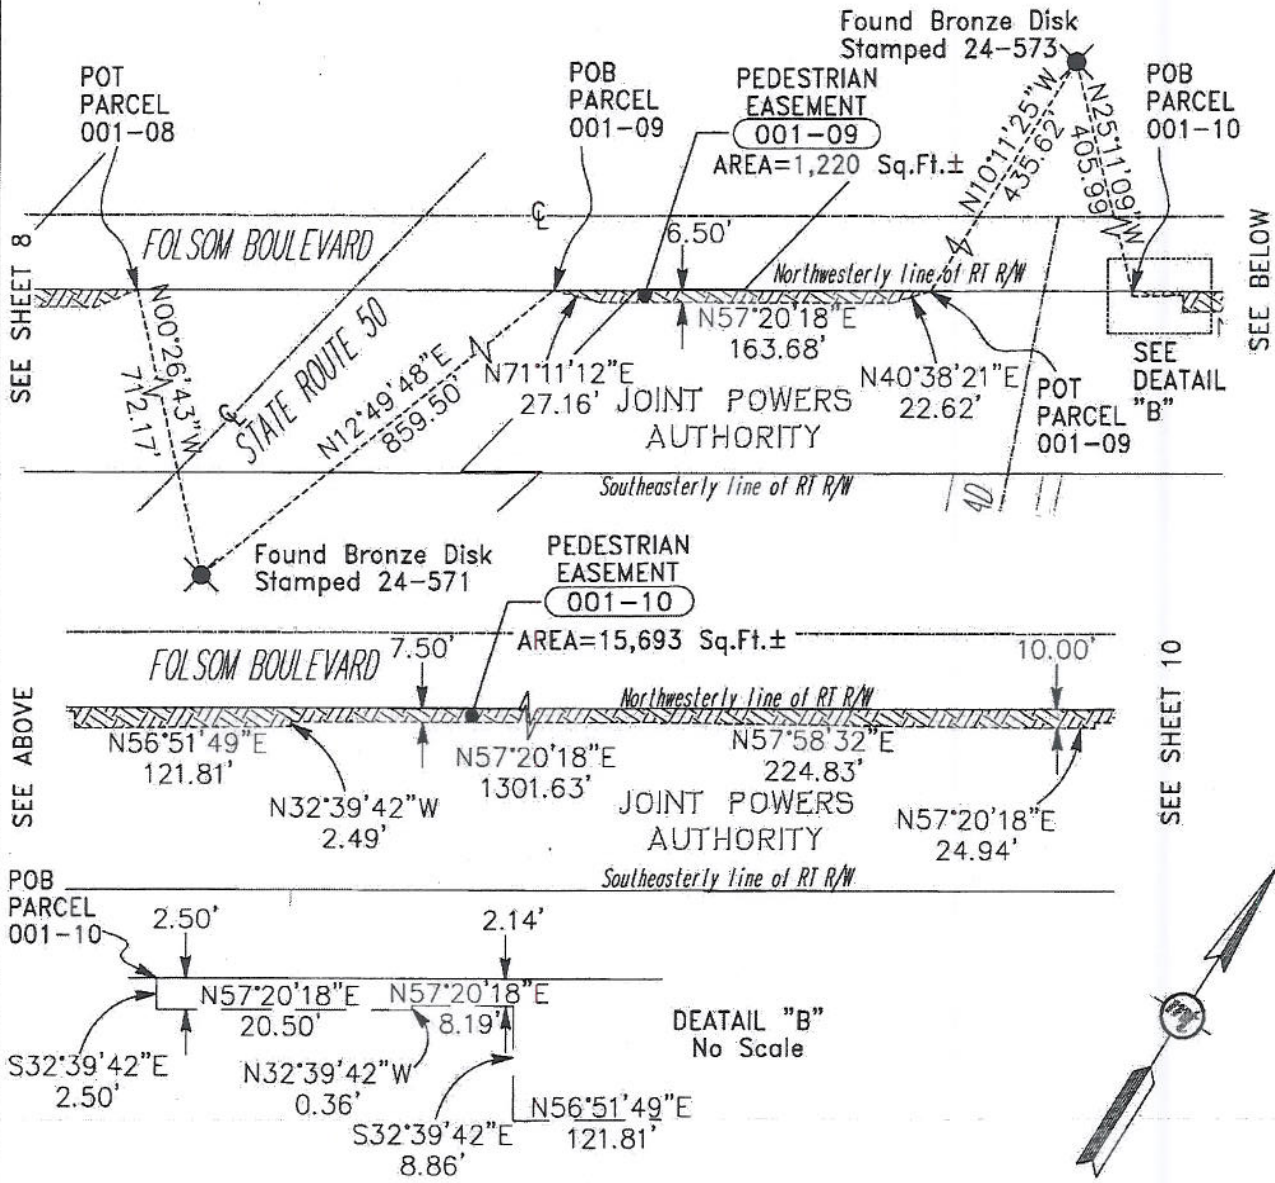 Found Bronze Disk
Stamped 24-573
POT
PARCEL
001-08
POB
PARCEL
001-09
PEDESTRIAN
EASEMENT
001-09
AREA=1,220 Sq.Ft.±
N10°11'25"W
435.62'
N25°11'09"W
405.99'
POB
PARCEL
001-10
SEE SHEET 8
FOLSOM BOULEVARD
℄
6.50'
Northwesterly line of RT R/W
SEE BELOW
N00°26'43"W
712.17'
℄
STATE ROUTE 50
N12°49'48"E
859.50'
N71°11'12"E
27.16'
N57°20'18"E
163.68'
JOINT POWERS
AUTHORITY
N40°38'21"E
22.62'
POT
PARCEL
001-09
SEE
DEATAIL
"B"
Southeasterly line of RT R/W
40
Found Bronze Disk
Stamped 24-571
PEDESTRIAN
EASEMENT
001-10
AREA=15,693 Sq.Ft.±
FOLSOM BOULEVARD
7.50'
10.00'
Northwesterly line of RT R/W
SEE ABOVE
SEE SHEET 10
N56°51'49"E
121.81'
N32°39'42"W
2.49'
N57°20'18"E
1301.63'
N57°58'32"E
224.83'
JOINT POWERS
AUTHORITY
N57°20'18"E
24.94'
Southeasterly line of RT R/W
POB
PARCEL
001-10
2.50'
2.14'
N57°20'18"E
20.50'
N57°20'18"E
8.19'
S32°39'42"E
2.50'
N32°39'42"W
0.36'
S32°39'42"E
8.86'
N56°51'49"E
121.81'
DEATAIL "B"
No Scale